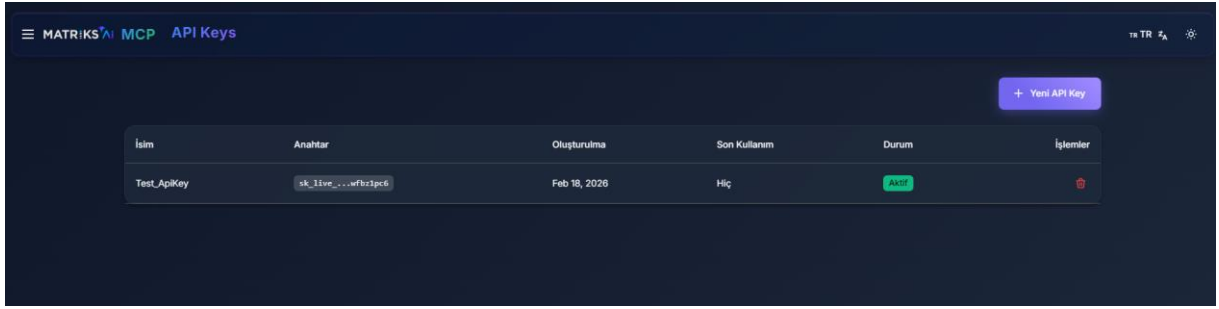 MATRiKS AI MCP API Keys
TR TR
+ Yeni API Key
İsim Anahtar Oluşturulma Son Kullanım Durum İşlemler
Test_ApiKey sk_live_...wfbz1pc6 Feb 18, 2026 Hiç Aktif